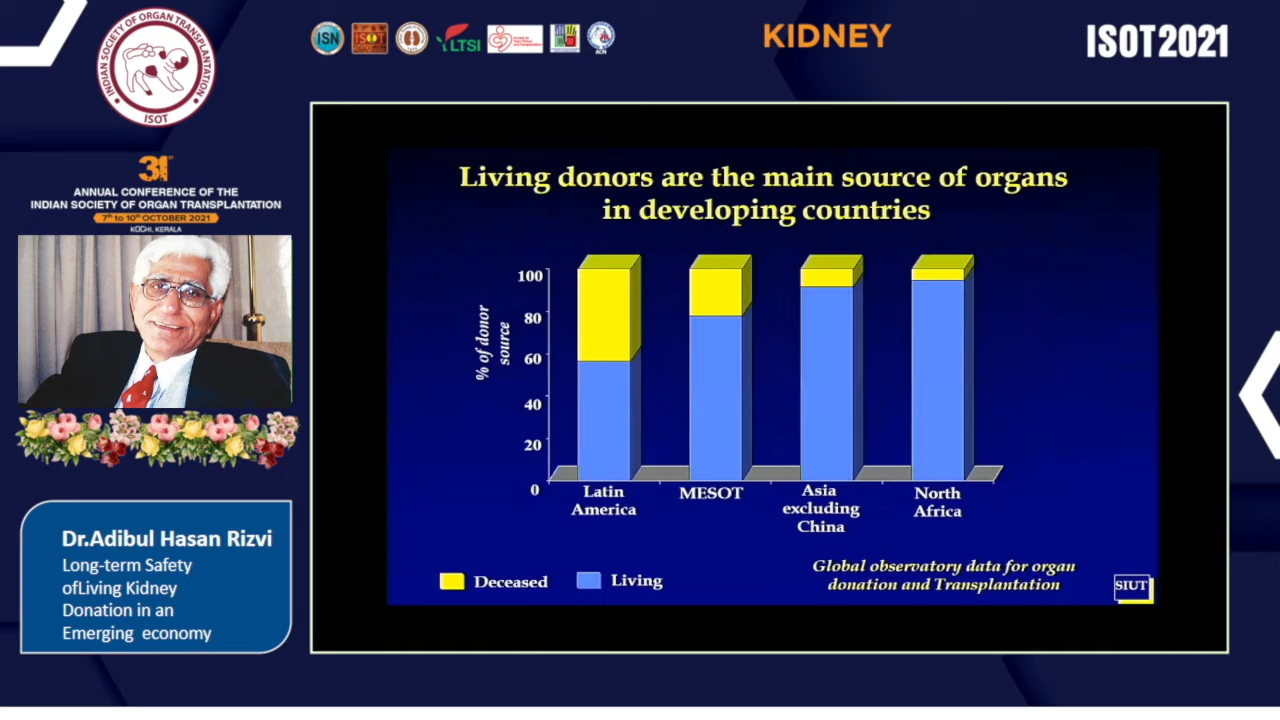 INDIAN SOCIETY OF ORGAN TRANSPLANTATION
ISOT
ISN
ISOT
LTSI
KIDNEY
ISOT2021
31st
ANNUAL CONFERENCE OF THE
INDIAN SOCIETY OF ORGAN TRANSPLANTATION
7th to 10th OCTOBER 2021
KOCHI, KERALA
Dr.Adibul Hasan Rizvi
Long-term Safety
ofLiving Kidney
Donation in an
Emerging economy
Living donors are the main source of organs
in developing countries
% of donor
source
100
80
60
40
20
0
Latin
America
MESOT
Asia
excluding
China
North
Africa
Deceased
Living
Global observatory data for organ
donation and Transplantation
SIUT